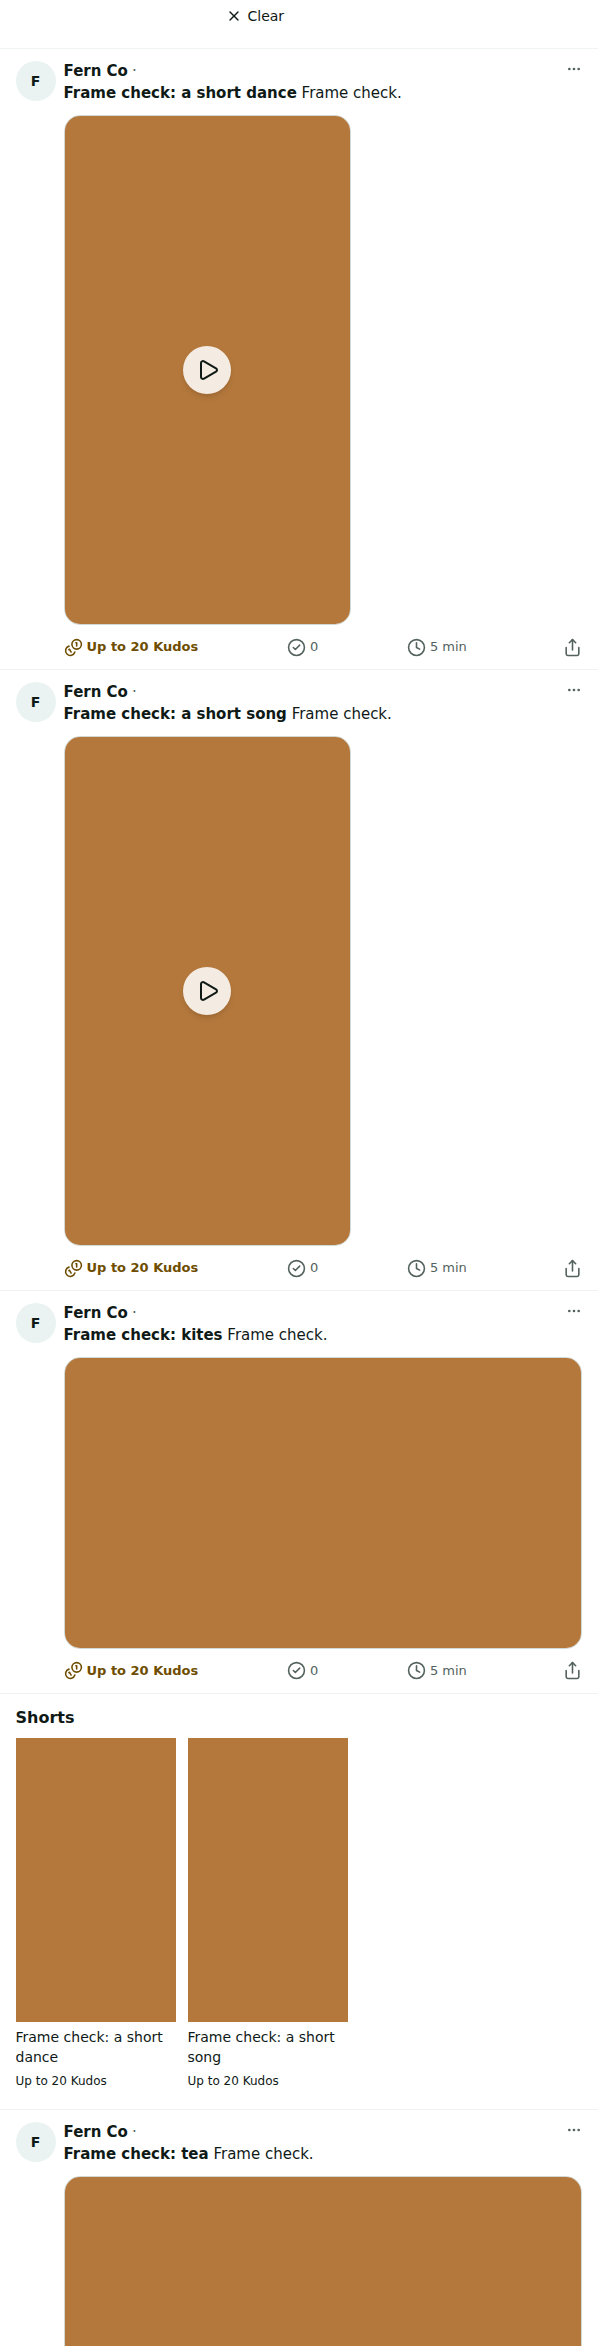 Clear
F
Fern Co ·
Frame check: a short dance Frame check.
Up to 20 Kudos
0
5 min
F
Fern Co ·
Frame check: a short song Frame check.
Up to 20 Kudos
0
5 min
F
Fern Co ·
Frame check: kites Frame check.
Up to 20 Kudos
0
5 min
Shorts
Frame check: a short
dance
Up to 20 Kudos
Frame check: a short
song
Up to 20 Kudos
F
Fern Co ·
Frame check: tea Frame check.